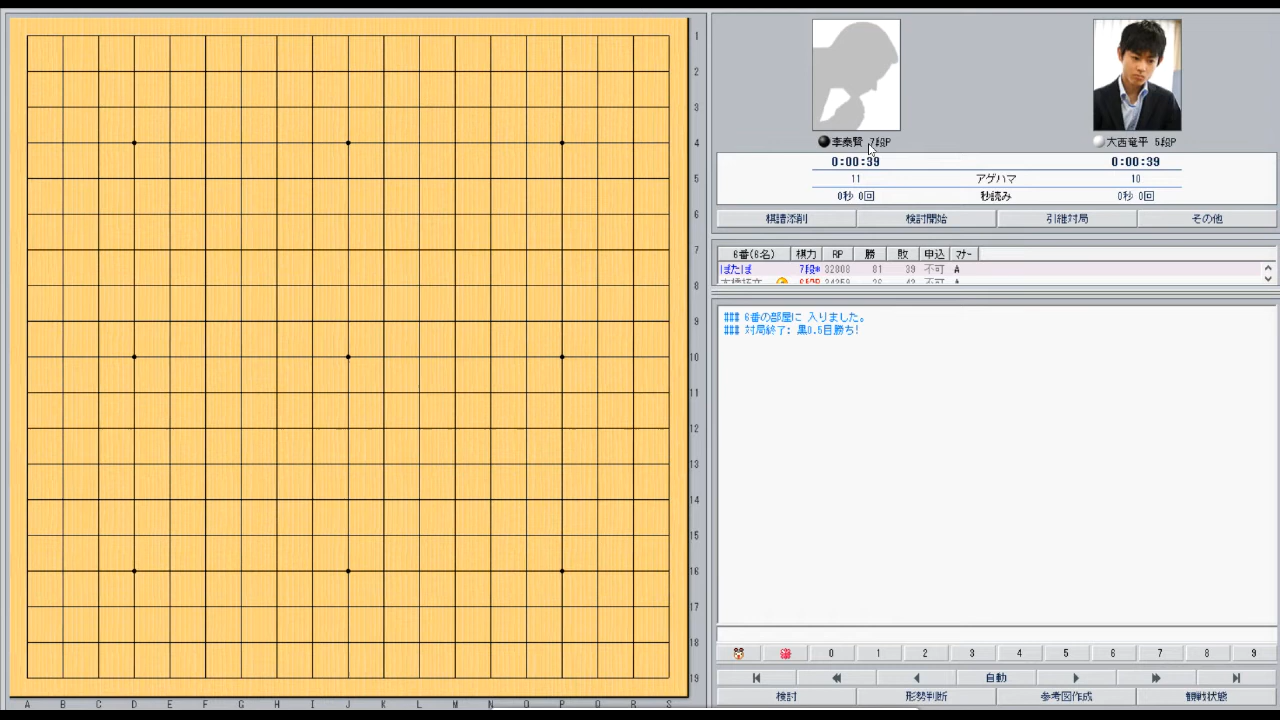 李泰賢 7段P
大西竜平 5段P
0:00:39 0:00:39
11 アゲハマ 10
0秒 0回 秒読み 0秒 0回
棋譜添削 検討開始 引継対局 その他
6番(6名) 棋力 RP 勝 敗 申込 マナー
ぽたぽ 7段* 32808 81 39 不可 A
### 6番の部屋に 入りました。
### 対局終了: 黒0.5目勝ち!
0 1 2 3 4 5 6 7 8 9
自動
検討 形勢判断 参考図作成 観戦状態
1
2
3
4
5
6
7
8
9
10
11
12
13
14
15
16
17
18
19
A B C D E F G H I J K L M N O P Q R S